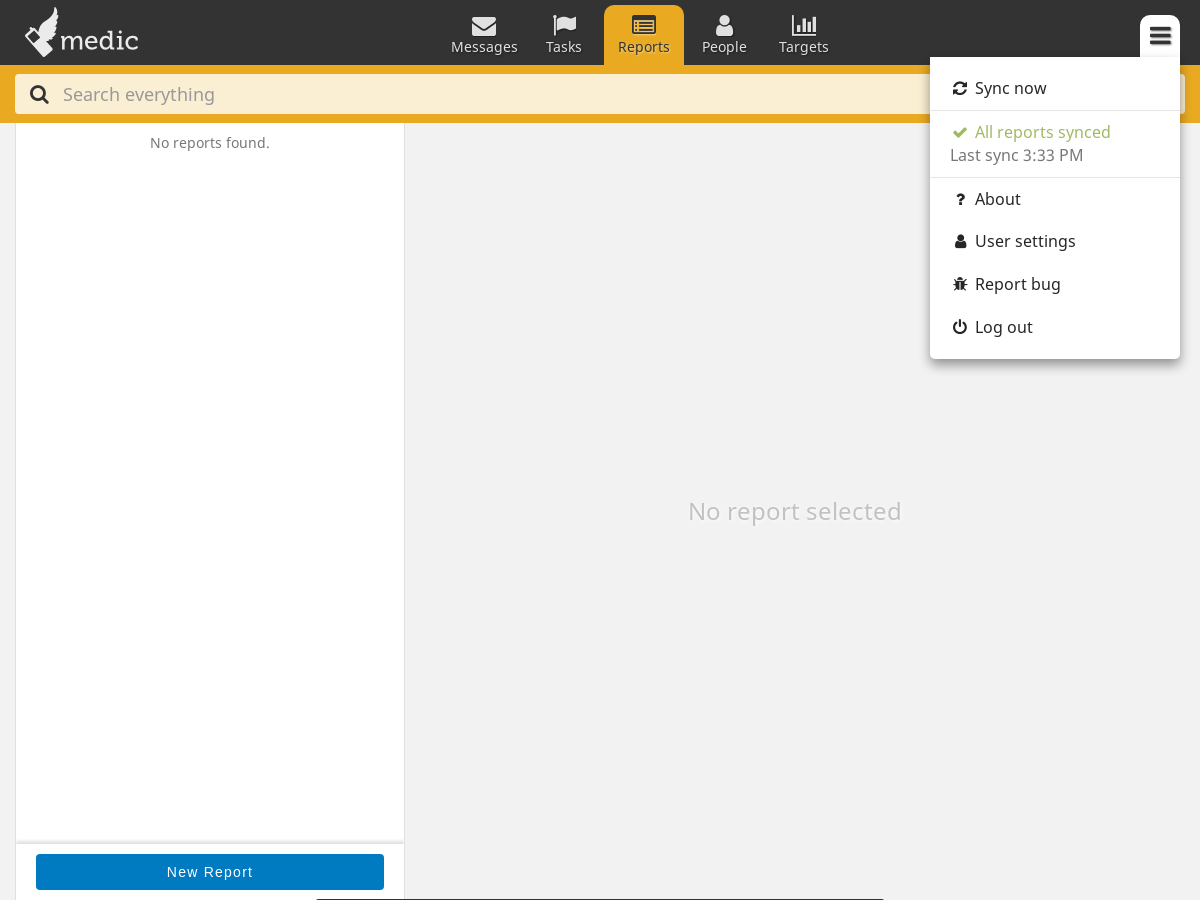 medic
Messages
Tasks
Reports
People
Targets
Search everything
Sync now
All reports synced
Last sync 3:33 PM
About
User settings
Report bug
Log out
No reports found.
No report selected
New Report